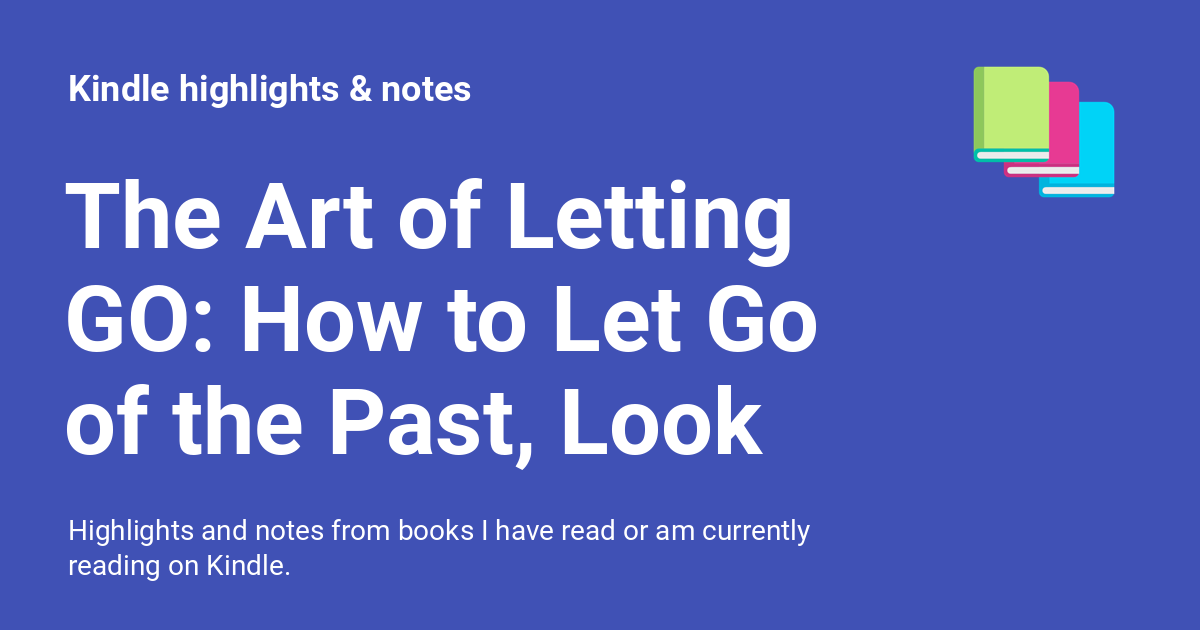 Kindle highlights & notes
The Art of Letting
GO: How to Let Go
of the Past, Look
Highlights and notes from books I have read or am currently
reading on Kindle.